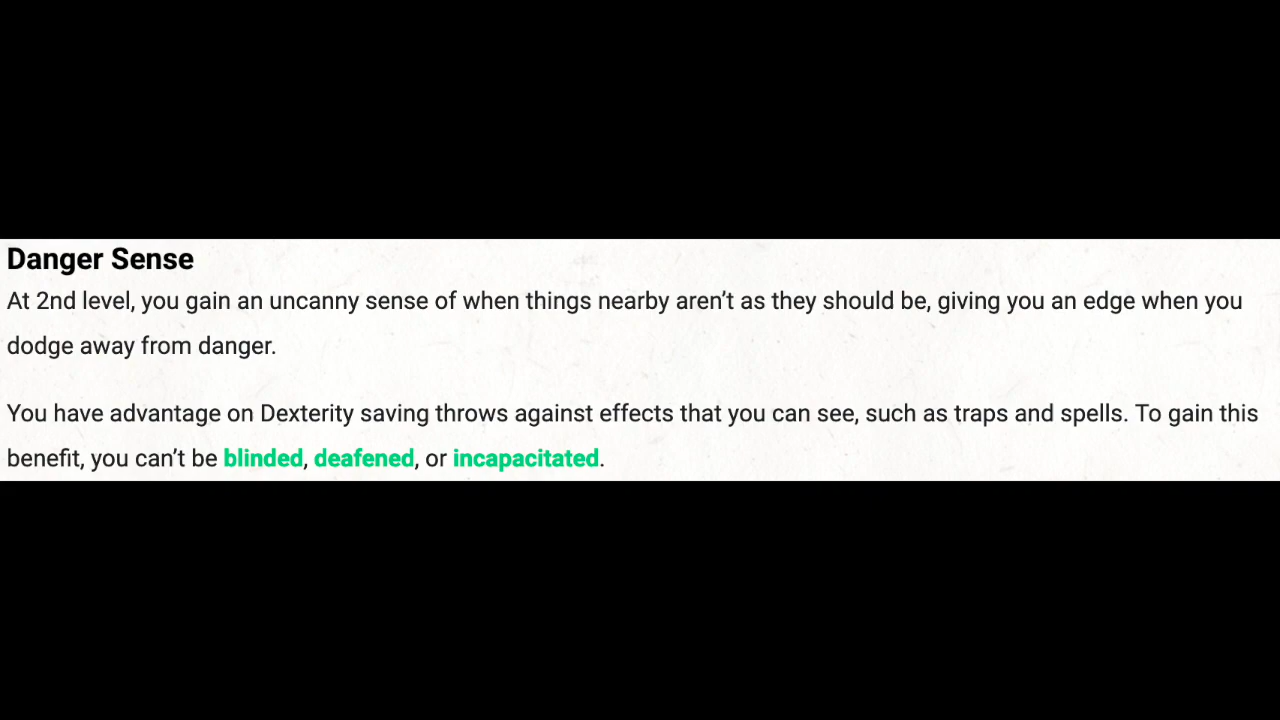 Danger Sense
At 2nd level, you gain an uncanny sense of when things nearby aren’t as they should be, giving you an edge when you
dodge away from danger.
You have advantage on Dexterity saving throws against effects that you can see, such as traps and spells. To gain this
benefit, you can’t be blinded, deafened, or incapacitated.